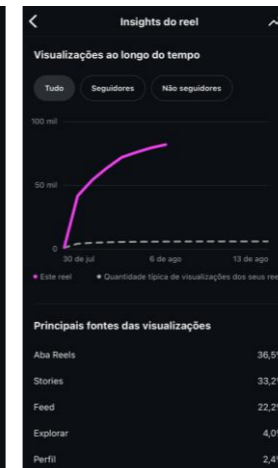 Insights do reel
Visualizações ao longo do tempo
Tudo Seguidores Não seguidores
100 mil
50 mil
0
30 de jul 6 de ago 13 de ago
Este reel Quantidade típica de visualizações dos seus ree
Principais fontes das visualizações
Aba Reels 36,5%
Stories 33,2%
Feed 22,2%
Explorar 4,0%
Perfil 2,4%